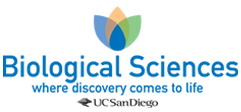 Biological Sciences
where discovery comes to life
UC San Diego